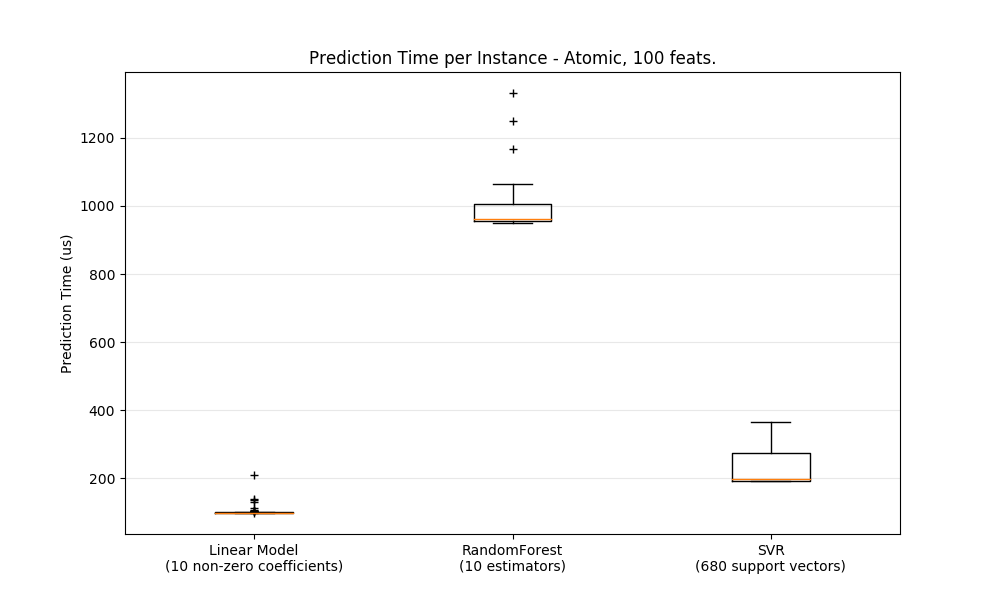 Prediction Time per Instance - Atomic, 100 feats.
Prediction Time (us)
1200
1000
800
600
400
200
Linear Model
(10 non-zero coefficients)
RandomForest
(10 estimators)
SVR
(680 support vectors)